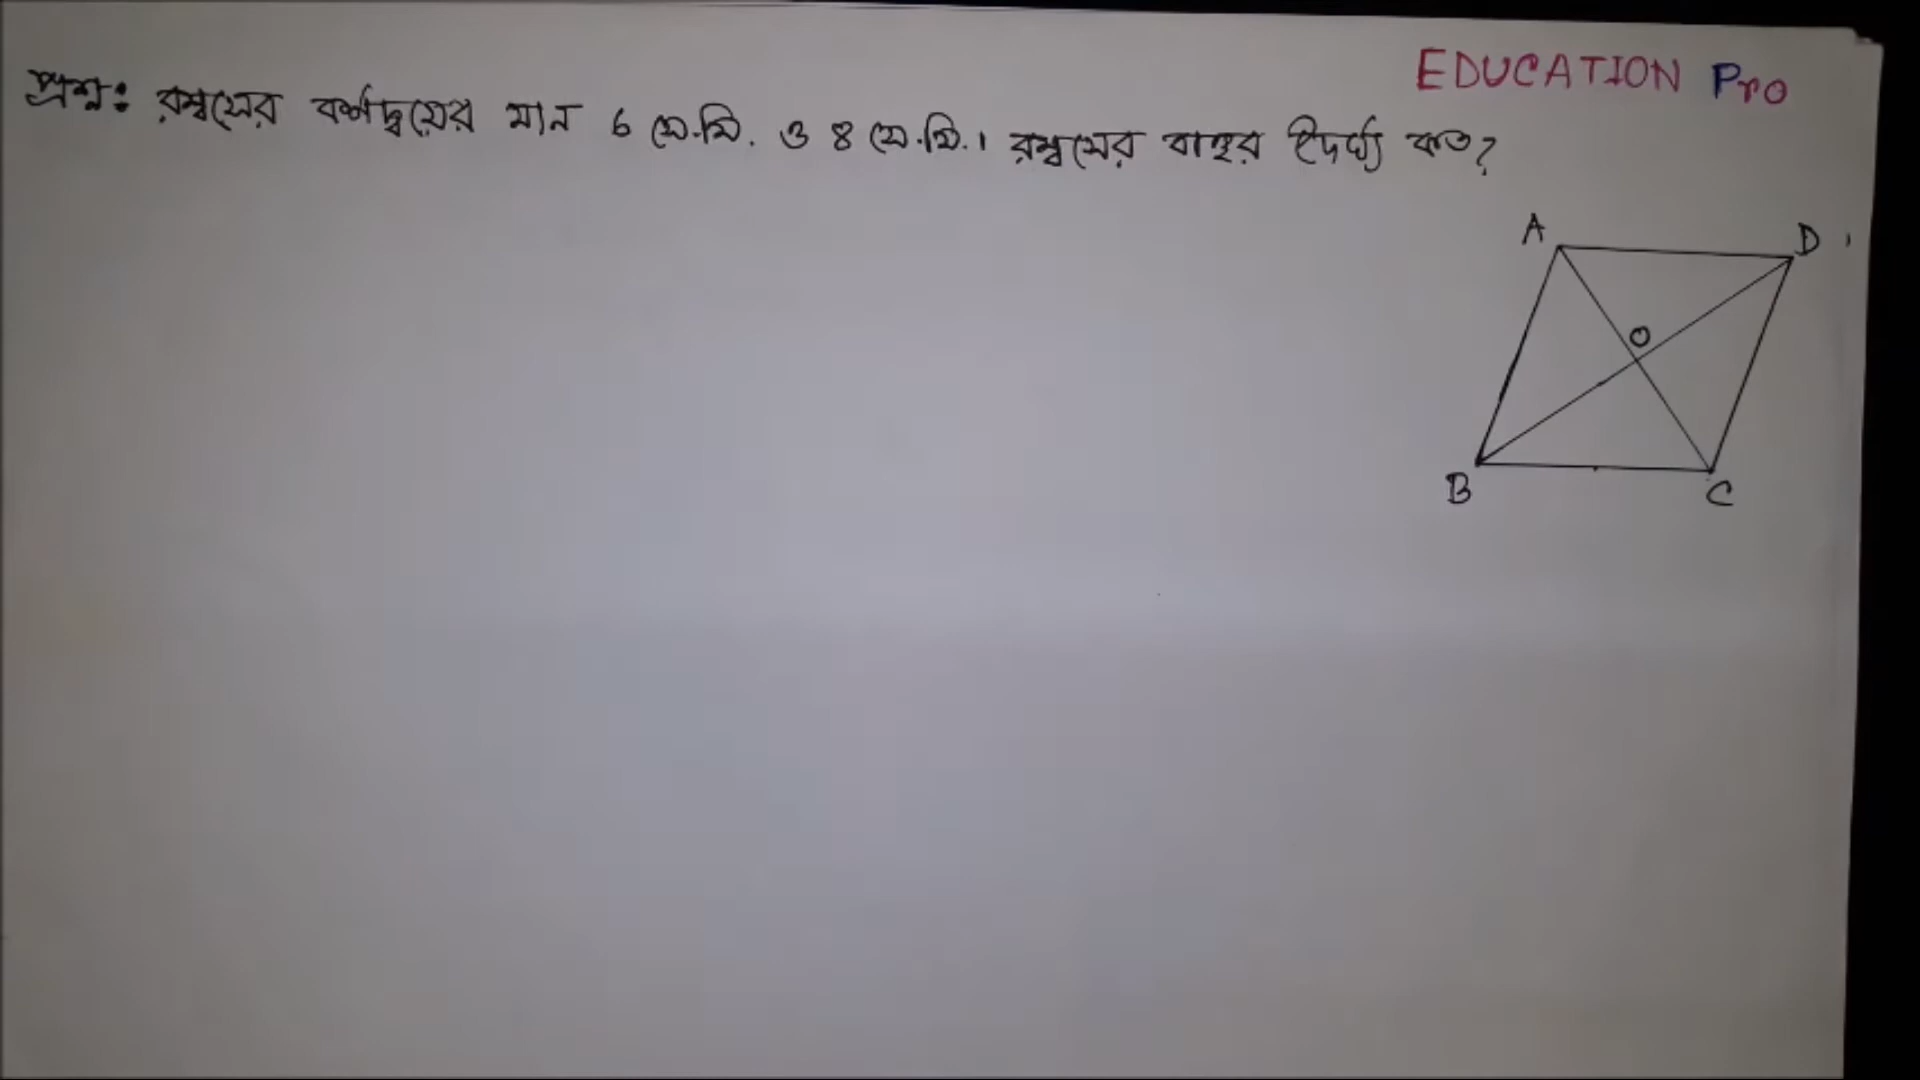 EDUCATION Pro
প্রশ্ন: রম্বসের কর্ণদ্বয়ের মান 6 সে.মি. ও 8 সে.মি.। রম্বসের বাহুর দৈর্ঘ্য কত?
A D
O
B C